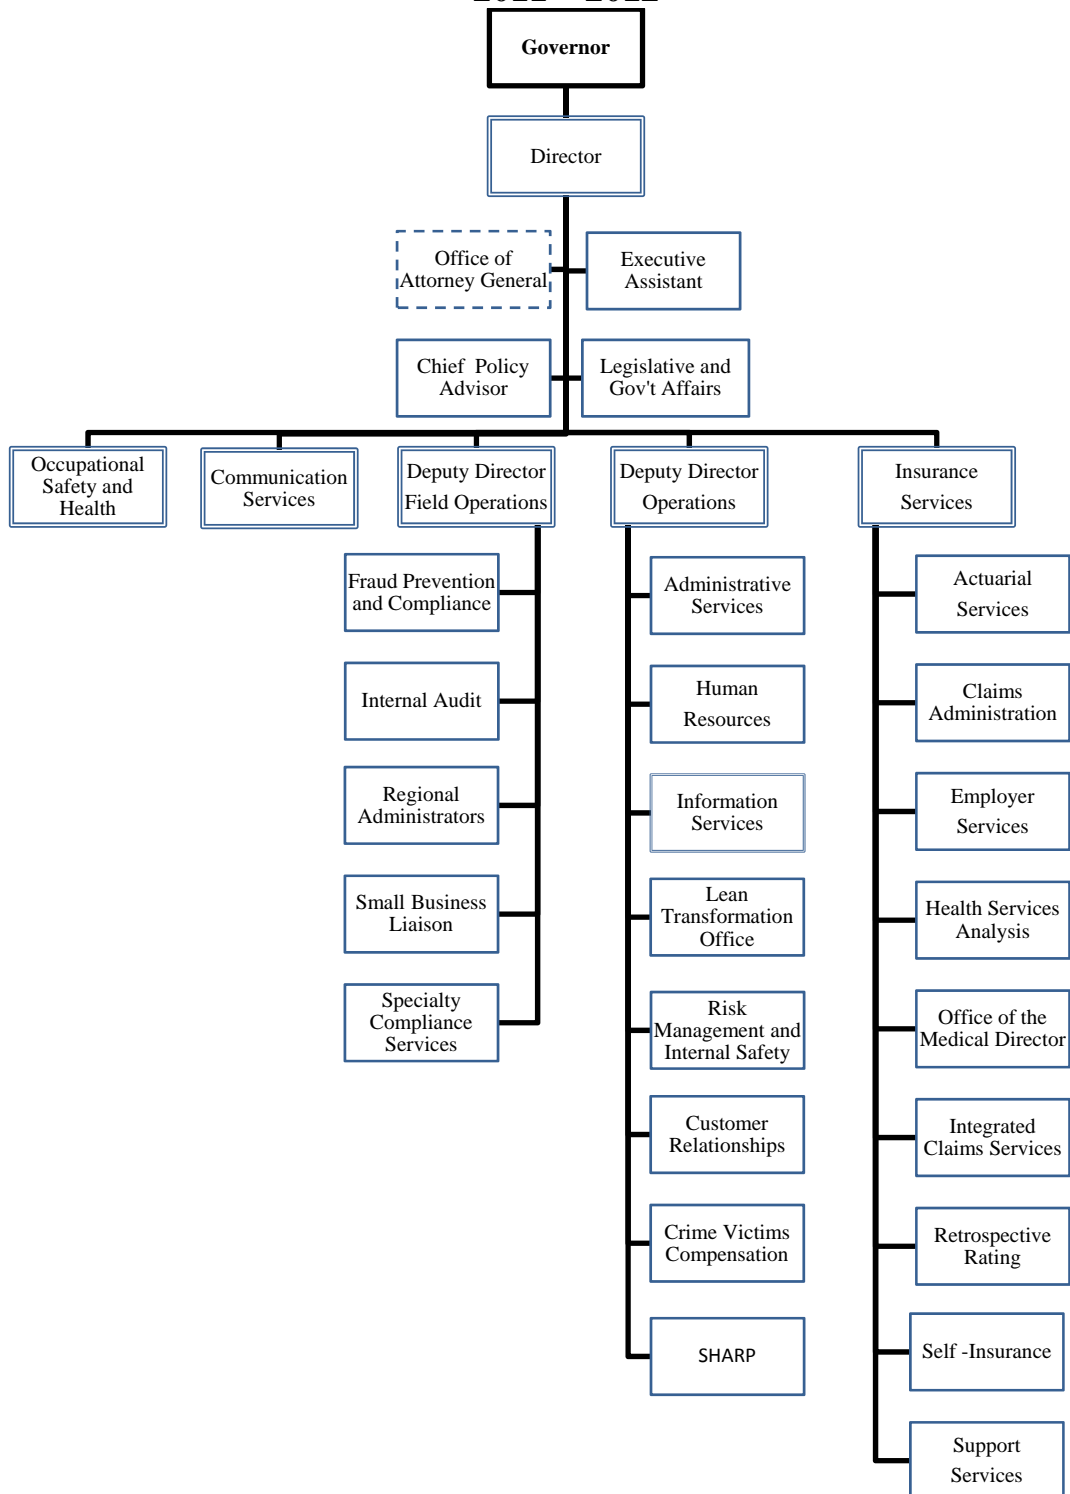 Governor
Director
Office of
Attorney General
Executive
Assistant
Chief Policy
Advisor
Legislative and
Gov't Affairs
Occupational
Safety and
Health
Communication
Services
Deputy Director
Field Operations
Deputy Director
Operations
Insurance
Services
Fraud Prevention
and Compliance
Internal Audit
Regional
Administrators
Small Business
Liaison
Specialty
Compliance
Services
Administrative
Services
Human
Resources
Information
Services
Lean
Transformation
Office
Risk
Management and
Internal Safety
Customer
Relationships
Crime Victims
Compensation
SHARP
Actuarial
Services
Claims
Administration
Employer
Services
Health Services
Analysis
Office of the
Medical Director
Integrated
Claims Services
Retrospective
Rating
Self -Insurance
Support
Services